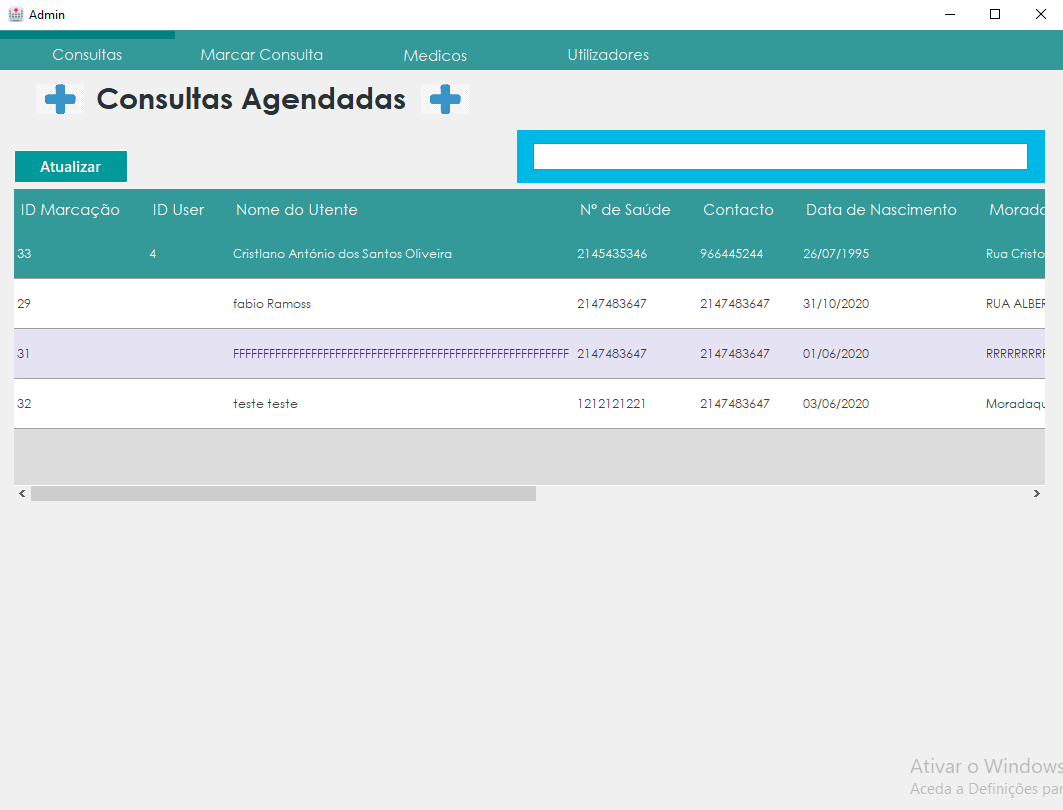 Admin
Consultas Marcar Consulta Medicos Utilizadores
Consultas Agendadas
Atualizar
ID Marcação ID User Nome do Utente Nº de Saúde Contacto Data de Nascimento Morada
33 4 Cristiano António dos Santos Oliveira 2145435346 966445244 26/07/1995 Rua Cristo
29 fabio Ramoss 2147483647 2147483647 31/10/2020 RUA ALBER
31 2147483647 2147483647 01/06/2020
32 teste teste 1212121221 2147483647 03/06/2020 Moradaqu
Ativar o Windows
Aceda a Definições par